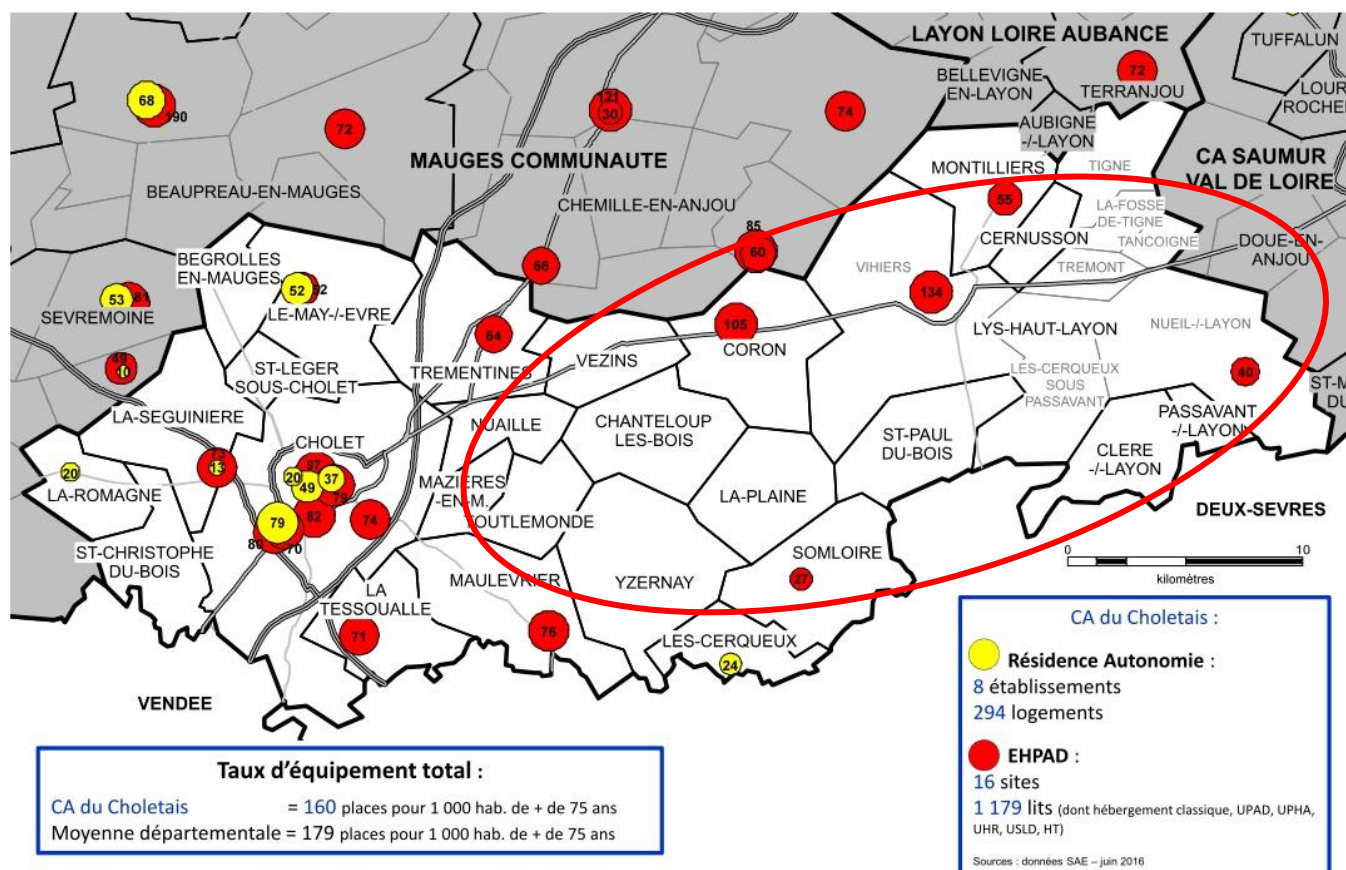 LAYON LOIRE AUBANCE
TUFFALUN
BELLEVIGNE
EN-LAYON
72
TERRANJOU
LOUR
ROCHE
68
190
72
121
30
74
AUBIGNE
-/-LAYON
MAUGES COMMUNAUTE
CA SAUMUR
VAL DE LOIRE
MONTILLIERS
TIGNE
BEAUPREAU-EN-MAUGES
CHEMILLE-EN-ANJOU
55
LA-FOSSE
DE-TIGNE
85
60
CERNUSSON
TANCOIGNE
DOUE-EN-
ANJOU
BEGROLLES
EN-MAUGES
66
VIHIERS
TREMONT
53
81
52
LE-MAY-/-EVRE
134
SEVREMOINE
105
LYS-HAUT-LAYON
NUEIL-/-LAYON
64
CORON
49
10
ST-LEGER
SOUS-CHOLET
TREMENTINES
VEZINS
LES-CERQUEUX
SOUS
PASSAVANT
40
ST-M
DU
LA-SEGUINIERE
NUAILLE
CHANTELOUP
LES-BOIS
PASSAVANT
-/-LAYON
CHOLET
ST-PAUL
DU-BOIS
CLERE
-/-LAYON
73
13
20
97
37
49
79
20
LA-ROMAGNE
MAZIERES
-EN-M.
LA-PLAINE
79
82
74
TOUTLEMONDE
DEUX-SEVRES
70
ST-CHRISTOPHE
DU-BOIS
SOMLOIRE
0 10
kilomètres
MAULEVRIER
YZERNAY
27
LA
TESSOUALLE
71
76
LES-CERQUEUX
24
VENDEE
CA du Choletais :
Résidence Autonomie :
8 établissements
294 logements
EHPAD :
16 sites
1 179 lits (dont hébergement classique, UPAD, UPHA,
UHR, USLD, HT)
Sources : données SAE – juin 2016
Taux d'équipement total :
CA du Choletais = 160 places pour 1 000 hab. de + de 75 ans
Moyenne départementale = 179 places pour 1 000 hab. de + de 75 ans